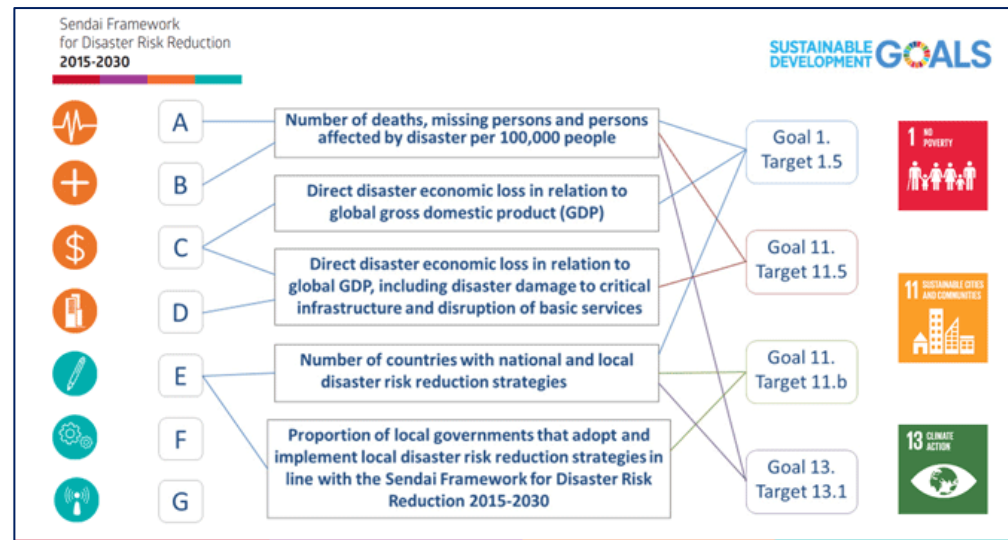 Sendai Framework
for Disaster Risk Reduction
2015-2030
SUSTAINABLE
DEVELOPMENT
GOALS
A
B
C
D
E
F
G
$
Number of deaths, missing persons and persons
affected by disaster per 100,000 people
Direct disaster economic loss in relation to
global gross domestic product (GDP)
Direct disaster economic loss in relation to
global GDP, including disaster damage to critical
infrastructure and disruption of basic services
Number of countries with national and local
disaster risk reduction strategies
Proportion of local governments that adopt and
implement local disaster risk reduction strategies in
line with the Sendai Framework for Disaster Risk
Reduction 2015-2030
Goal 1.
Target 1.5
Goal 11.
Target 11.5
Goal 11.
Target 11.b
Goal 13.
Target 13.1
1 NO
POVERTY
11 SUSTAINABLE CITIES
AND COMMUNITIES
13 CLIMATE
ACTION